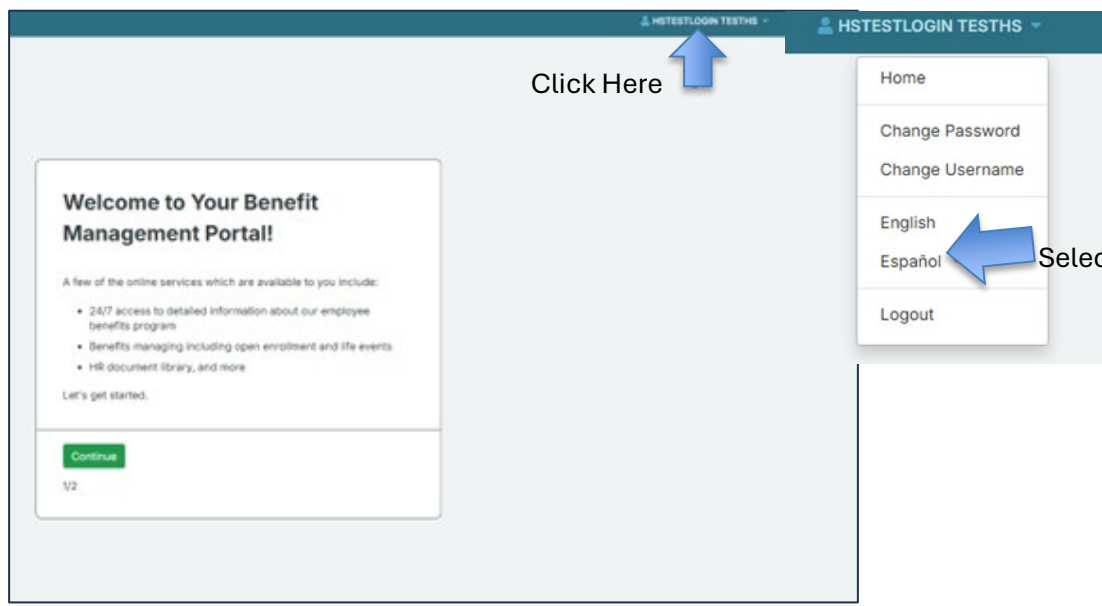 HSTESTLOGIN TESTHS
Click Here
Welcome to Your Benefit
Management Portal!
A few of the online services which are available to you include:
24/7 access to detailed information about our employee
benefits program
Benefits managing including open enrollment and life events
HR document library, and more
Let's get started.
Continue
1/2
HSTESTLOGIN TESTHS
Home
Change Password
Change Username
English
Español
Selec
Logout